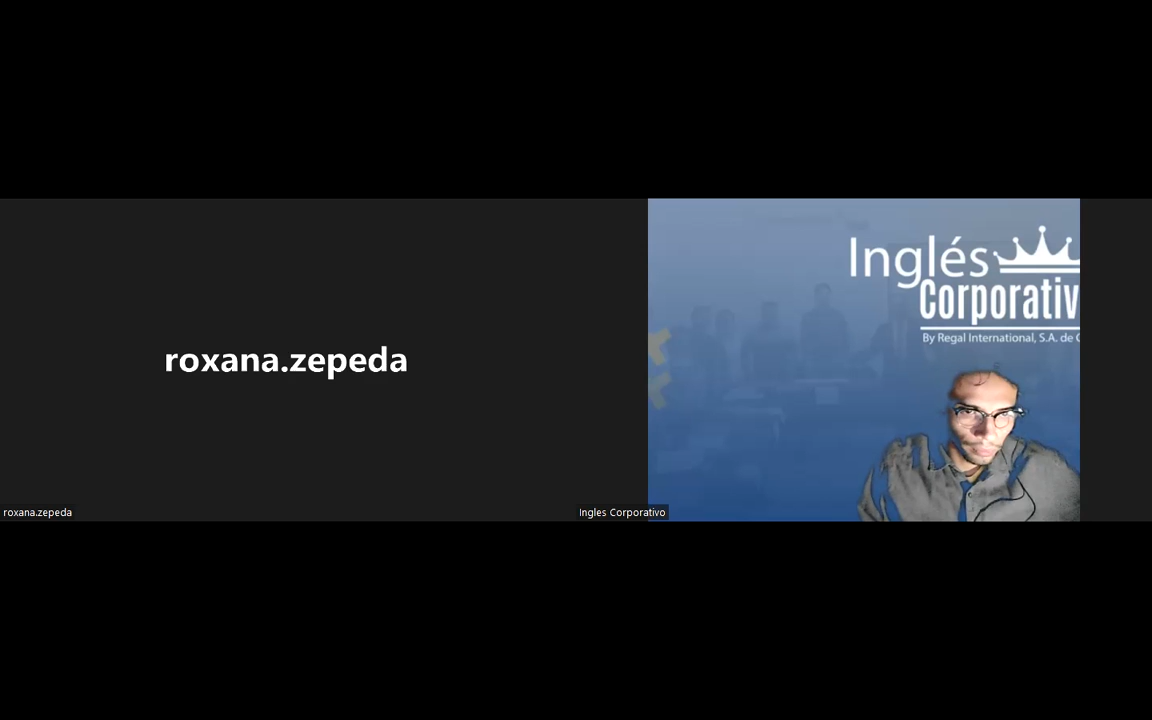 roxana.zepeda
Inglés
Corporativ
By Regal International, S.A. de C
roxana.zepeda
Ingles Corporativo